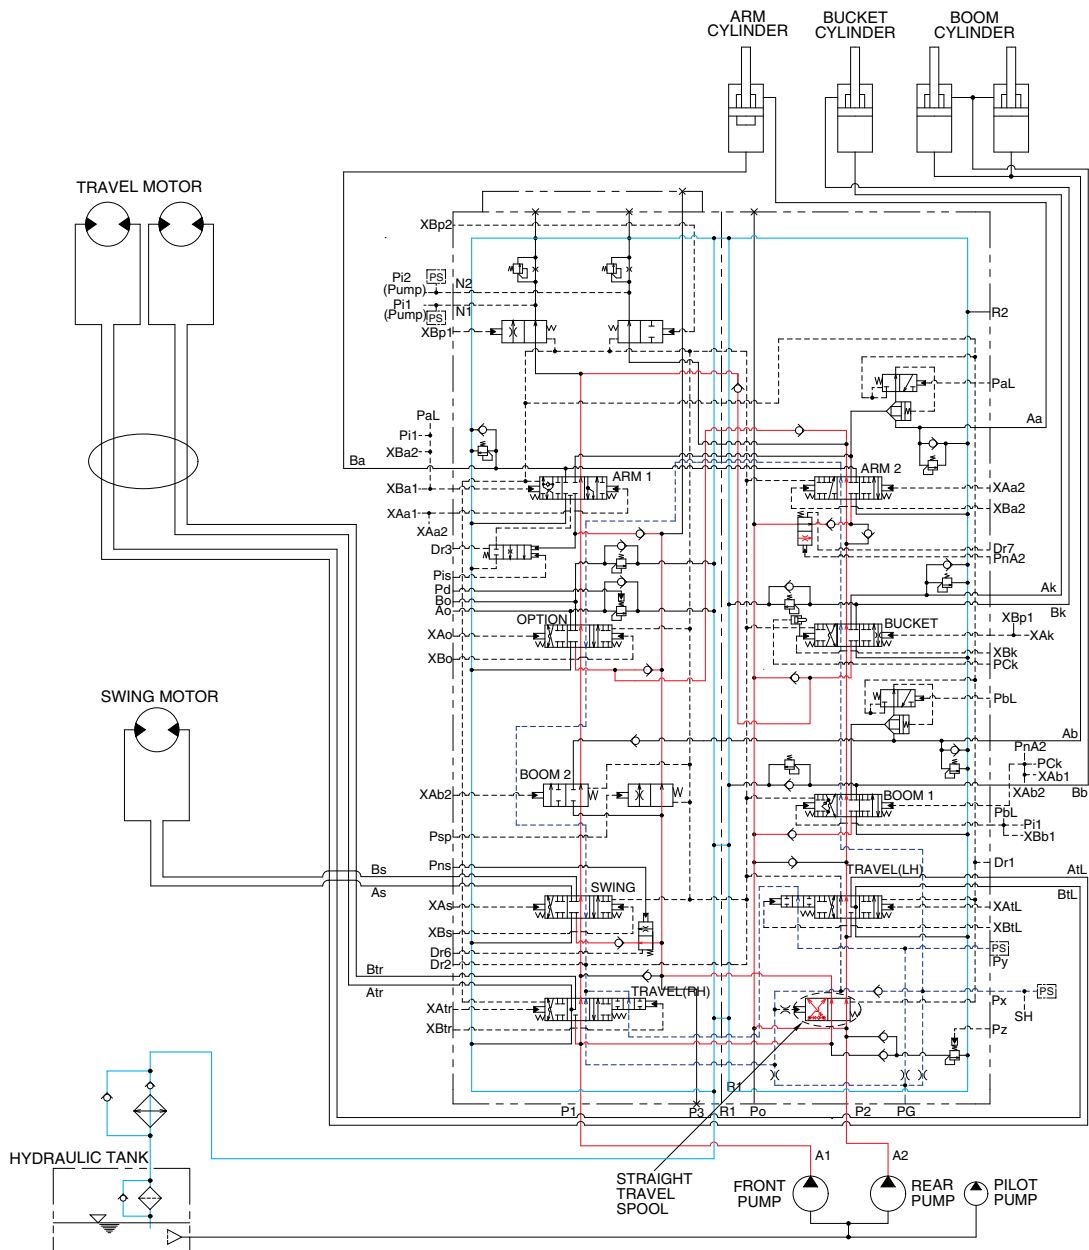 ARM
CYLINDER
BUCKET
CYLINDER
BOOM
CYLINDER
TRAVEL MOTOR
XBp2
Pi2
(Pump)
PS
N2
Pi1
(Pump)
PS
N1
XBp1
R2
PaL
Aa
PaL
Pi1
XBa2
Ba
XBa1
XAa1
XAa2
ARM 1
ARM 2
XAa2
XBa2
Dr3
Pis
Pd
Bo
Ao
Dr7
PnA2
Ak
Bk
OPTION
XAo
XBo
BUCKET
XBp1
XAk
XBk
PCk
SWING MOTOR
PbL
Ab
PnA2
PCk
XAb1
XAb2
Bb
BOOM 2
XAb2
Psp
BOOM 1
PbL
Pi1
XBb1
Pns
Bs
As
SWING
XAs
XBs
Dr6
Dr2
Dr1
AtL
TRAVEL(LH)
BtL
XAtL
XBtL
PS
Py
Btr
Atr
TRAVEL(RH)
XAtr
XBtr
PS
Px
SH
Pz
R1
P1
P3
R1
Po
P2
PG
HYDRAULIC TANK
STRAIGHT
TRAVEL
SPOOL
A1
A2
FRONT
PUMP
REAR
PUMP
PILOT
PUMP